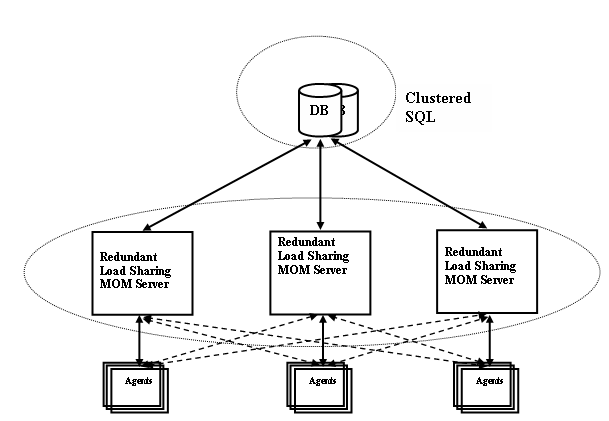 DB
Clustered
SQL
Redundant
Load Sharing
MOM Server
Redundant
Load Sharing
MOM Server
Redundant
Load Sharing
MOM Server
Agents
Agents
Agents